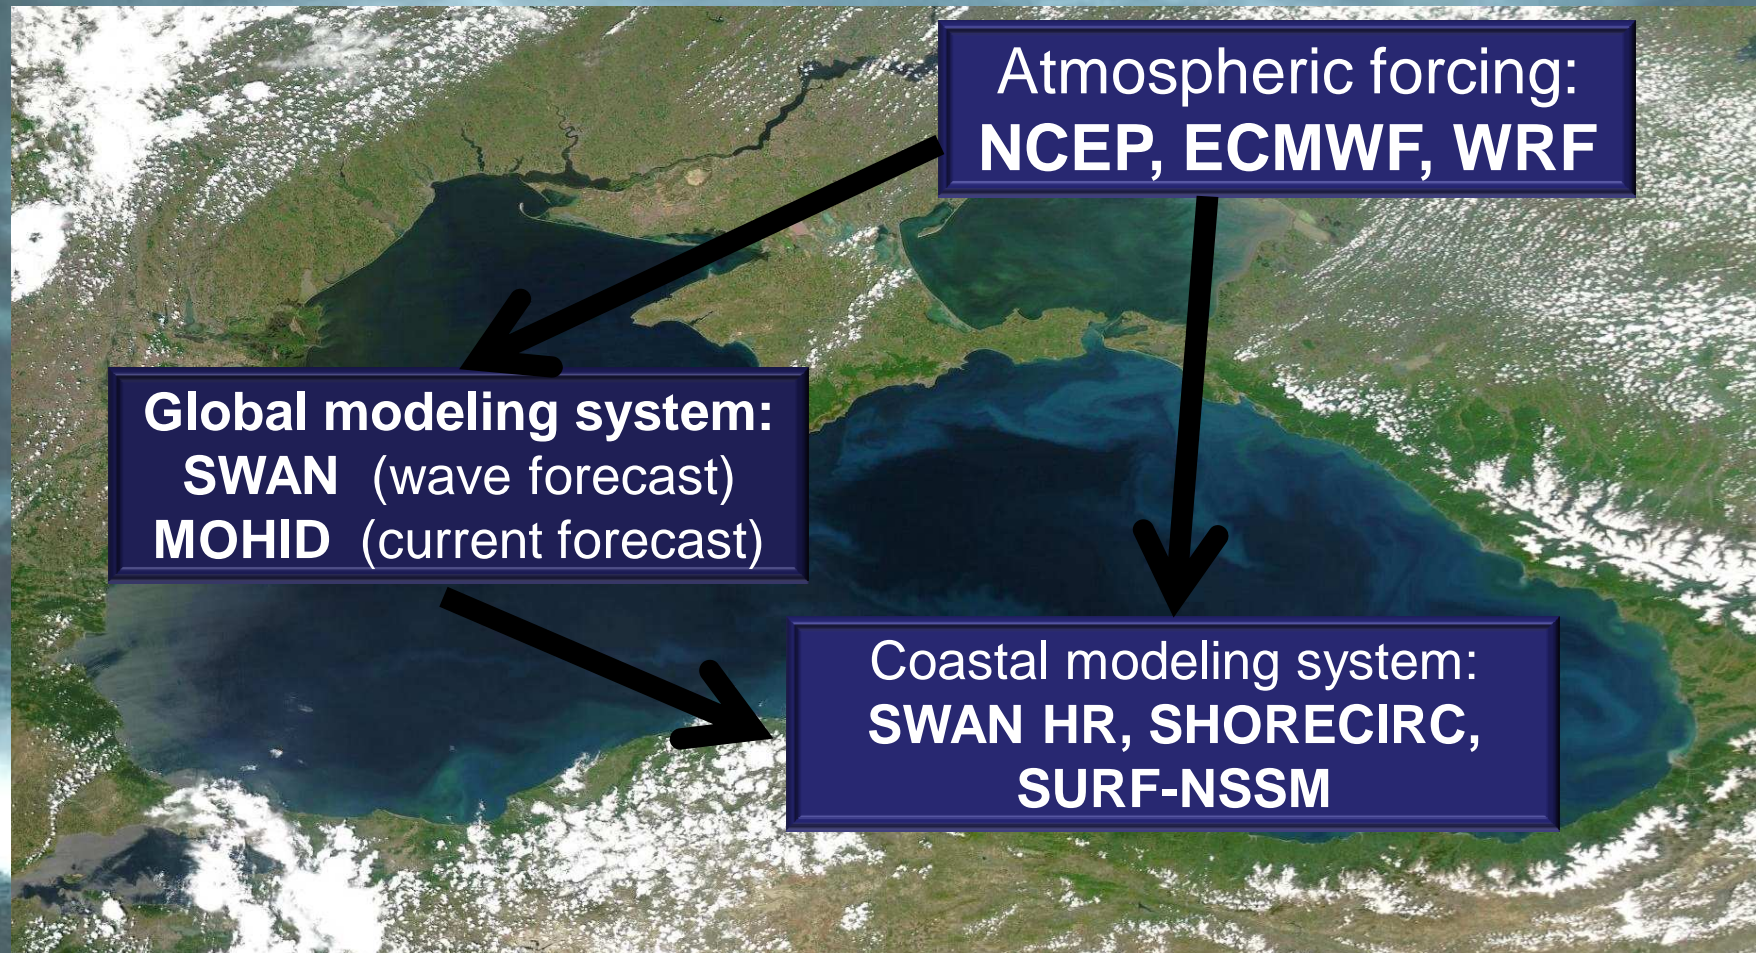 Atmospheric forcing:
NCEP, ECMWF, WRF
Global modeling system:
SWAN (wave forecast)
MOHID (current forecast)
Coastal modeling system:
SWAN HR, SHORECIRC,
SURF-NSSM